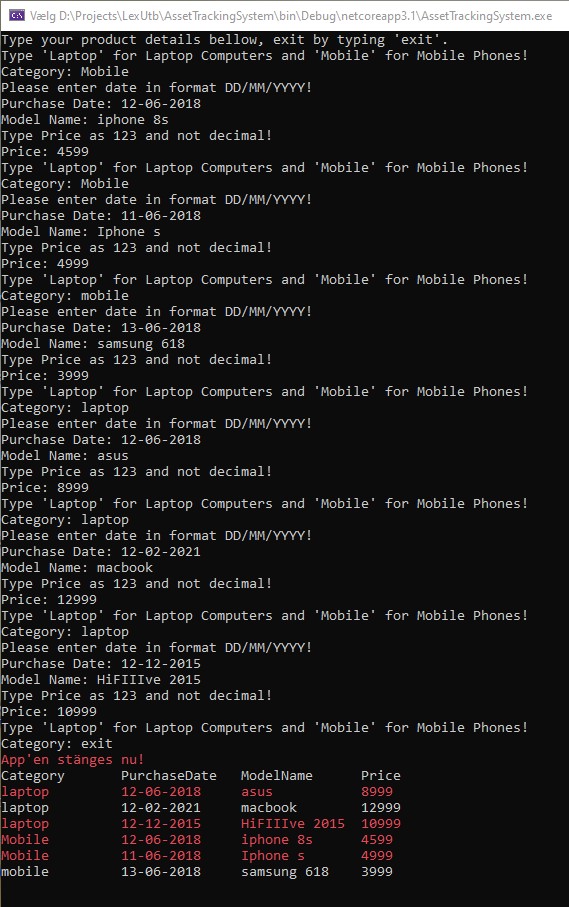 Vælg D:\Projects\LexUtb\AssetTrackingSystem\bin\Debug\netcoreapp3.1\AssetTrackingSystem.exe
Type your product details bellow, exit by typing 'exit'.
Type 'Laptop' for Laptop Computers and 'Mobile' for Mobile Phones!
Category: Mobile
Please enter date in format DD/MM/YYYY!
Purchase Date: 12-06-2018
Model Name: iphone 8s
Type Price as 123 and not decimal!
Price: 4599
Type 'Laptop' for Laptop Computers and 'Mobile' for Mobile Phones!
Category: Mobile
Please enter date in format DD/MM/YYYY!
Purchase Date: 11-06-2018
Model Name: Iphone s
Type Price as 123 and not decimal!
Price: 4999
Type 'Laptop' for Laptop Computers and 'Mobile' for Mobile Phones!
Category: mobile
Please enter date in format DD/MM/YYYY!
Purchase Date: 13-06-2018
Model Name: samsung 618
Type Price as 123 and not decimal!
Price: 3999
Type 'Laptop' for Laptop Computers and 'Mobile' for Mobile Phones!
Category: laptop
Please enter date in format DD/MM/YYYY!
Purchase Date: 12-06-2018
Model Name: asus
Type Price as 123 and not decimal!
Price: 8999
Type 'Laptop' for Laptop Computers and 'Mobile' for Mobile Phones!
Category: laptop
Please enter date in format DD/MM/YYYY!
Purchase Date: 12-02-2021
Model Name: macbook
Type Price as 123 and not decimal!
Price: 12999
Type 'Laptop' for Laptop Computers and 'Mobile' for Mobile Phones!
Category: laptop
Please enter date in format DD/MM/YYYY!
Purchase Date: 12-12-2015
Model Name: HiFIIIve 2015
Type Price as 123 and not decimal!
Price: 10999
Type 'Laptop' for Laptop Computers and 'Mobile' for Mobile Phones!
Category: exit
App'en stänges nu!
Category PurchaseDate ModelName Price
laptop 12-06-2018 asus 8999
laptop 12-02-2021 macbook 12999
laptop 12-12-2015 HiFIIIve 2015 10999
Mobile 12-06-2018 iphone 8s 4599
Mobile 11-06-2018 Iphone s 4999
mobile 13-06-2018 samsung 618 3999